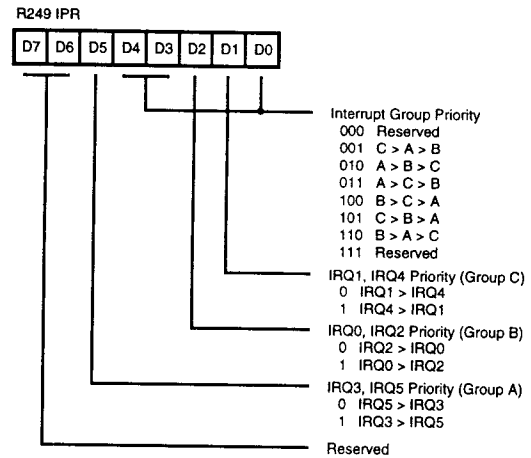 R249 IPR
D7 D6 D5 D4 D3 D2 D1 D0
Interrupt Group Priority
000 Reserved
001 C > A > B
010 A > B > C
011 A > C > B
100 B > C > A
101 C > B > A
110 B > A > C
111 Reserved
IRQ1, IRQ4 Priority (Group C)
0 IRQ1 > IRQ4
1 IRQ4 > IRQ1
IRQ0, IRQ2 Priority (Group B)
0 IRQ2 > IRQ0
1 IRQ0 > IRQ2
IRQ3, IRQ5 Priority (Group A)
0 IRQ5 > IRQ3
1 IRQ3 > IRQ5
Reserved